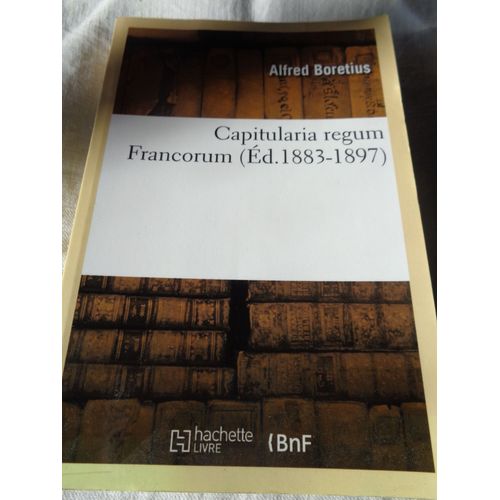 Alfred Boretius
Capitularia regum
Francorum (Éd.1883-1897)
hachette
LIVRE
{BnF